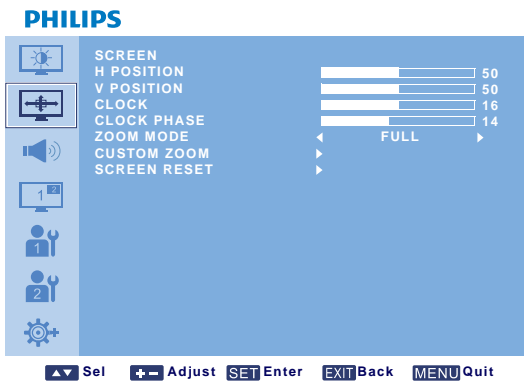 PHILIPS
SCREEN
H POSITION 50
V POSITION 50
CLOCK 16
CLOCK PHASE 14
ZOOM MODE FULL
CUSTOM ZOOM
SCREEN RESET
1 2
1
2
Sel + - Adjust SET Enter EXIT Back MENU Quit